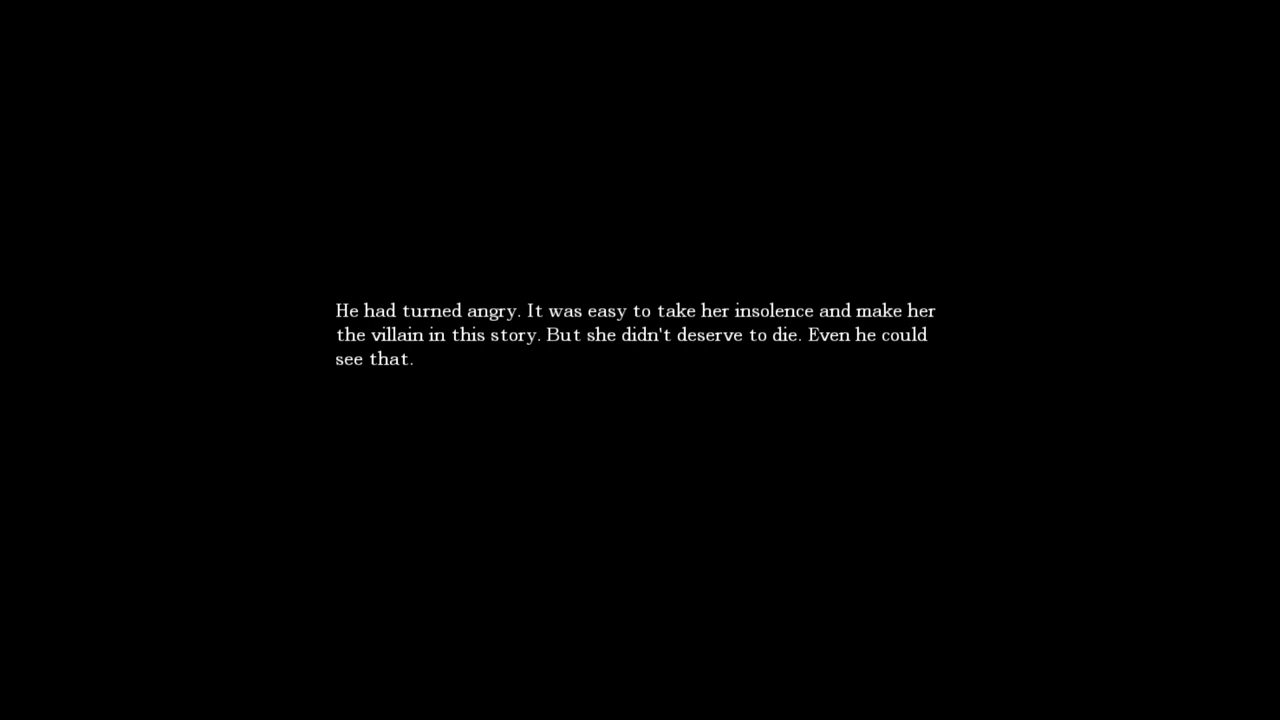 He had turned angry. It was easy to take her insolence and make her
the villain in this story. But she didn't deserve to die. Even he could
see that.